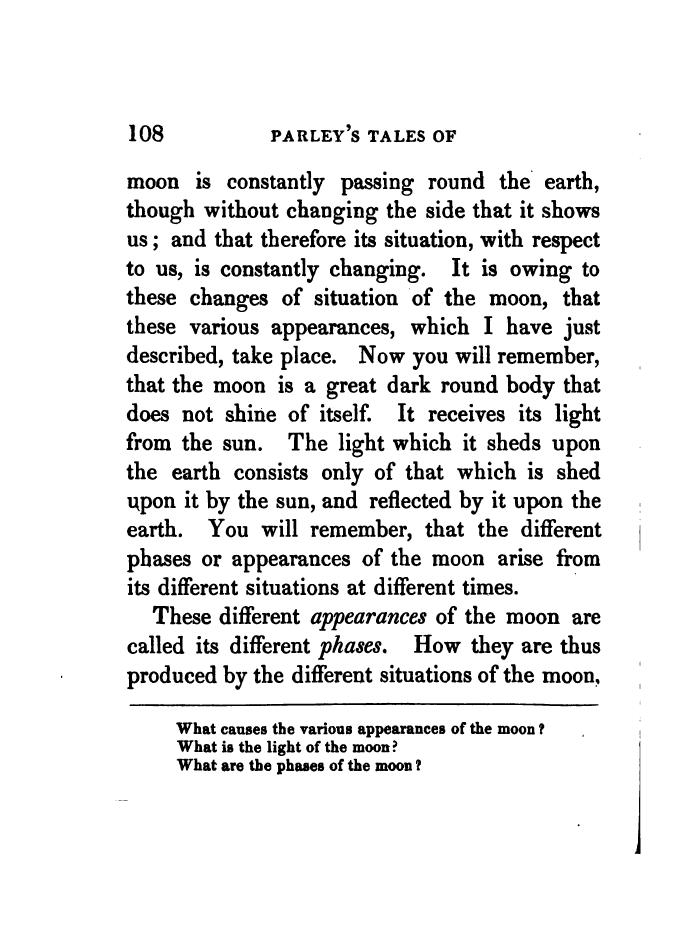 108 PARLEY'S TALES OF
moon is constantly passing round the earth,
though without changing the side that it shows
us; and that therefore its situation, with respect
to us, is constantly changing. It is owing to
these changes of situation of the moon, that
these various appearances, which I have just
described, take place. Now you will remember,
that the moon is a great dark round body that
does not shine of itself. It receives its light
from the sun. The light which it sheds upon
the earth consists only of that which is shed
upon it by the sun, and reflected by it upon the
earth. You will remember, that the different
phases or appearances of the moon arise from
its different situations at different times.
These different appearances of the moon are
called its different phases. How they are thus
produced by the different situations of the moon,
What causes the various appearances of the moon?
What is the light of the moon?
What are the phases of the moon?